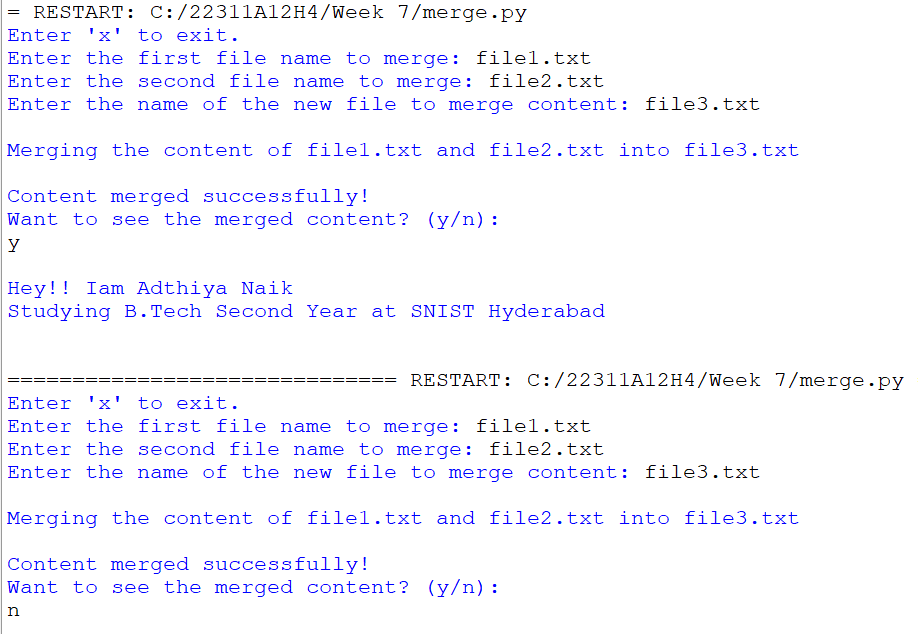 = RESTART: C:/22311A12H4/Week 7/merge.py
Enter 'x' to exit.
Enter the first file name to merge: file1.txt
Enter the second file name to merge: file2.txt
Enter the name of the new file to merge content: file3.txt
Merging the content of file1.txt and file2.txt into file3.txt
Content merged successfully!
Want to see the merged content? (y/n):
y
Hey!! Iam Adthiya Naik
Studying B.Tech Second Year at SNIST Hyderabad
============================== RESTART: C:/22311A12H4/Week 7/merge.py
Enter 'x' to exit.
Enter the first file name to merge: file1.txt
Enter the second file name to merge: file2.txt
Enter the name of the new file to merge content: file3.txt
Merging the content of file1.txt and file2.txt into file3.txt
Content merged successfully!
Want to see the merged content? (y/n):
n